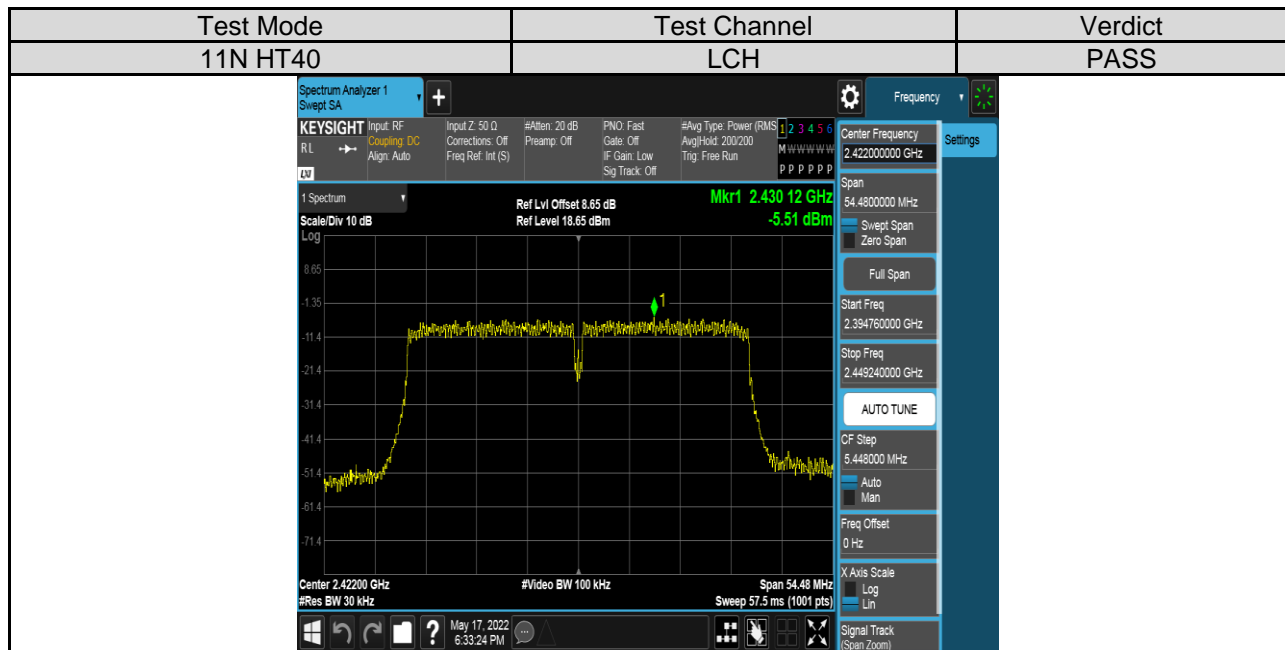 Test Mode Test Channel Verdict
11N HT40 LCH PASS
Spectrum Analyzer 1
Swept SA
+
Frequency
KEYSIGHT
RL
LXI
Input: RF
Coupling: DC
Align: Auto
Input Z: 50 Ω
Corrections: Off
Freq Ref: Int (S)
#Atten: 20 dB
Preamp: Off
PNO: Fast
Gate: Off
IF Gain: Low
Sig Track: Off
#Avg Type: Power (RMS
Avg|Hold: 200/200
Trig: Free Run
1 2 3 4 5 6
M W W W W W
P P P P P P
1 Spectrum
Scale/Div 10 dB
Log
Ref Lvl Offset 8.65 dB
Ref Level 18.65 dBm
Mkr1 2.430 12 GHz
-5.51 dBm
8.65
-1.35
-11.4
-21.4
-31.4
-41.4
-51.4
-61.4
-71.4
1
Center 2.42200 GHz
#Res BW 30 kHz
#Video BW 100 kHz
Span 54.48 MHz
Sweep 57.5 ms (1001 pts)
?
May 17, 2022
6:33:24 PM
Center Frequency
2.422000000 GHz
Settings
Span
54.4800000 MHz
Swept Span
Zero Span
Full Span
Start Freq
2.394760000 GHz
Stop Freq
2.449240000 GHz
AUTO TUNE
CF Step
5.448000 MHz
Auto
Man
Freq Offset
0 Hz
X Axis Scale
Log
Lin
Signal Track
(Span Zoom)